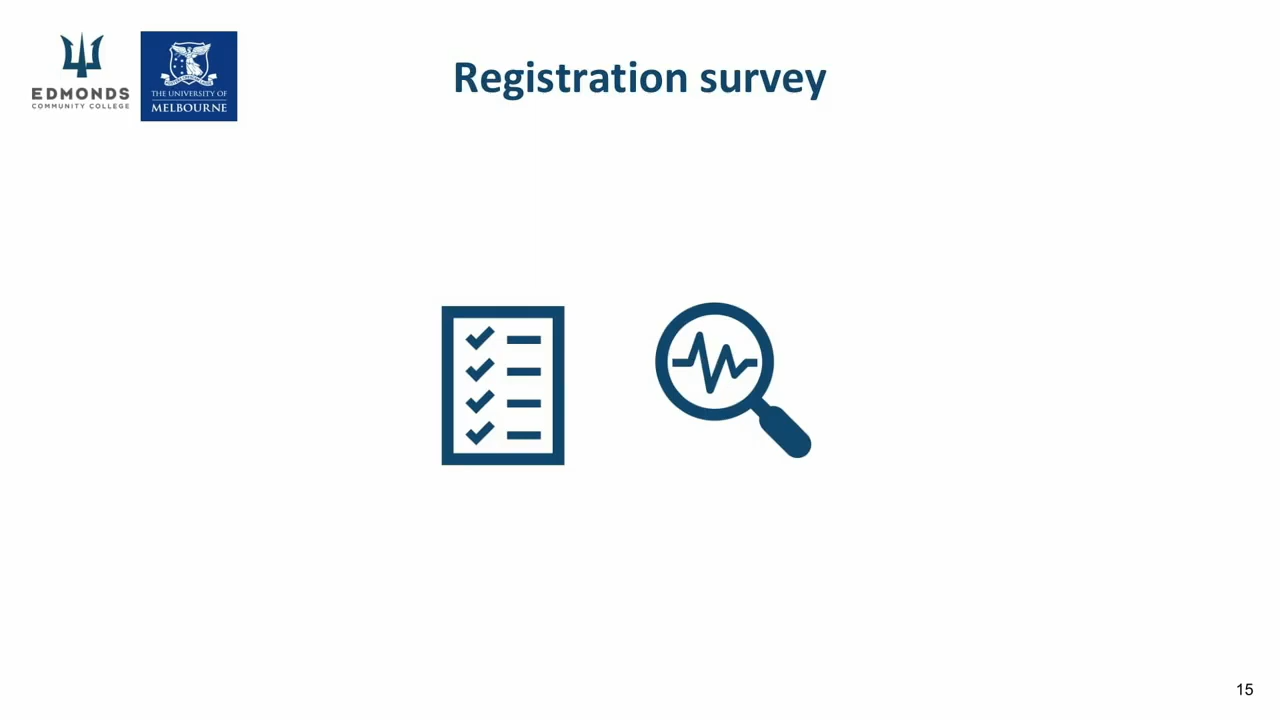 EDMONDS
COMMUNITY COLLEGE
THE UNIVERSITY OF
MELBOURNE
Registration survey
15